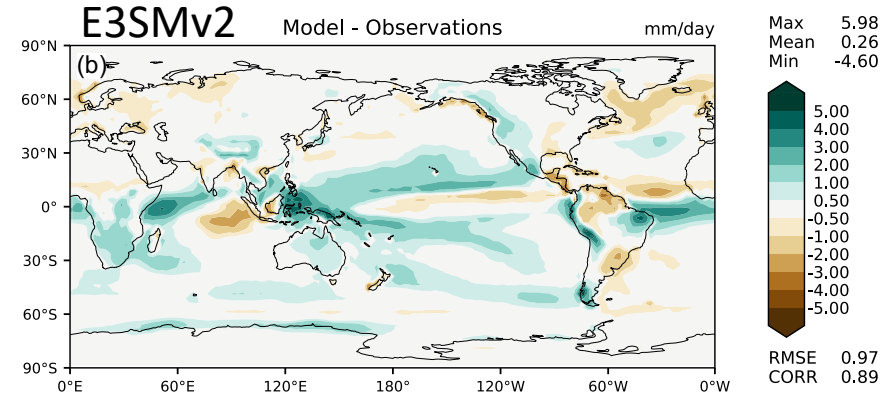 E3SMv2 Model - Observations mm/day
(b)
Max 5.98
Mean 0.26
Min -4.60
90°N
60°N
30°N
0°
30°S
60°S
90°S
0°E 60°E 120°E 180° 120°W 60°W 0°W
5.00
4.00
3.00
2.00
1.00
0.50
-0.50
-1.00
-2.00
-3.00
-4.00
-5.00
RMSE 0.97
CORR 0.89